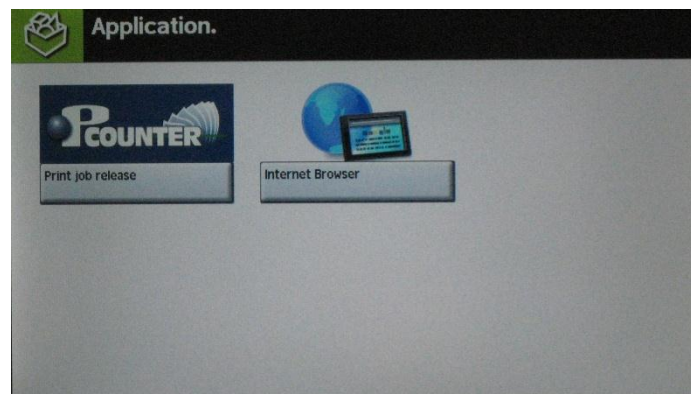 Application.
PCOUNTER
Print job release
Internet Browser